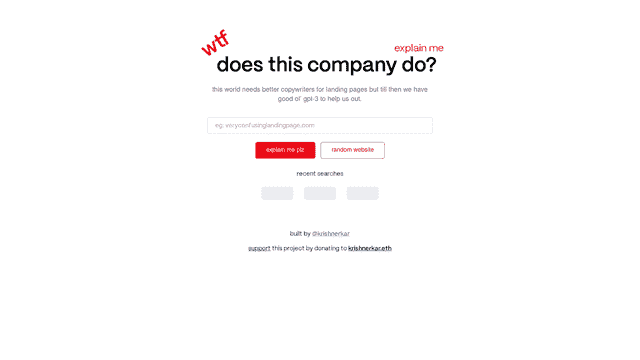 wtf
explain me
does this company do?
this world needs better copywriters for landing pages but till then we have
good ol' gpt-3 to help us out.
eg: veryconfusinglandingpage.com
explain me plz
random website
recent searches
built by @krishnerkar
support this project by donating to krishnerkar.eth